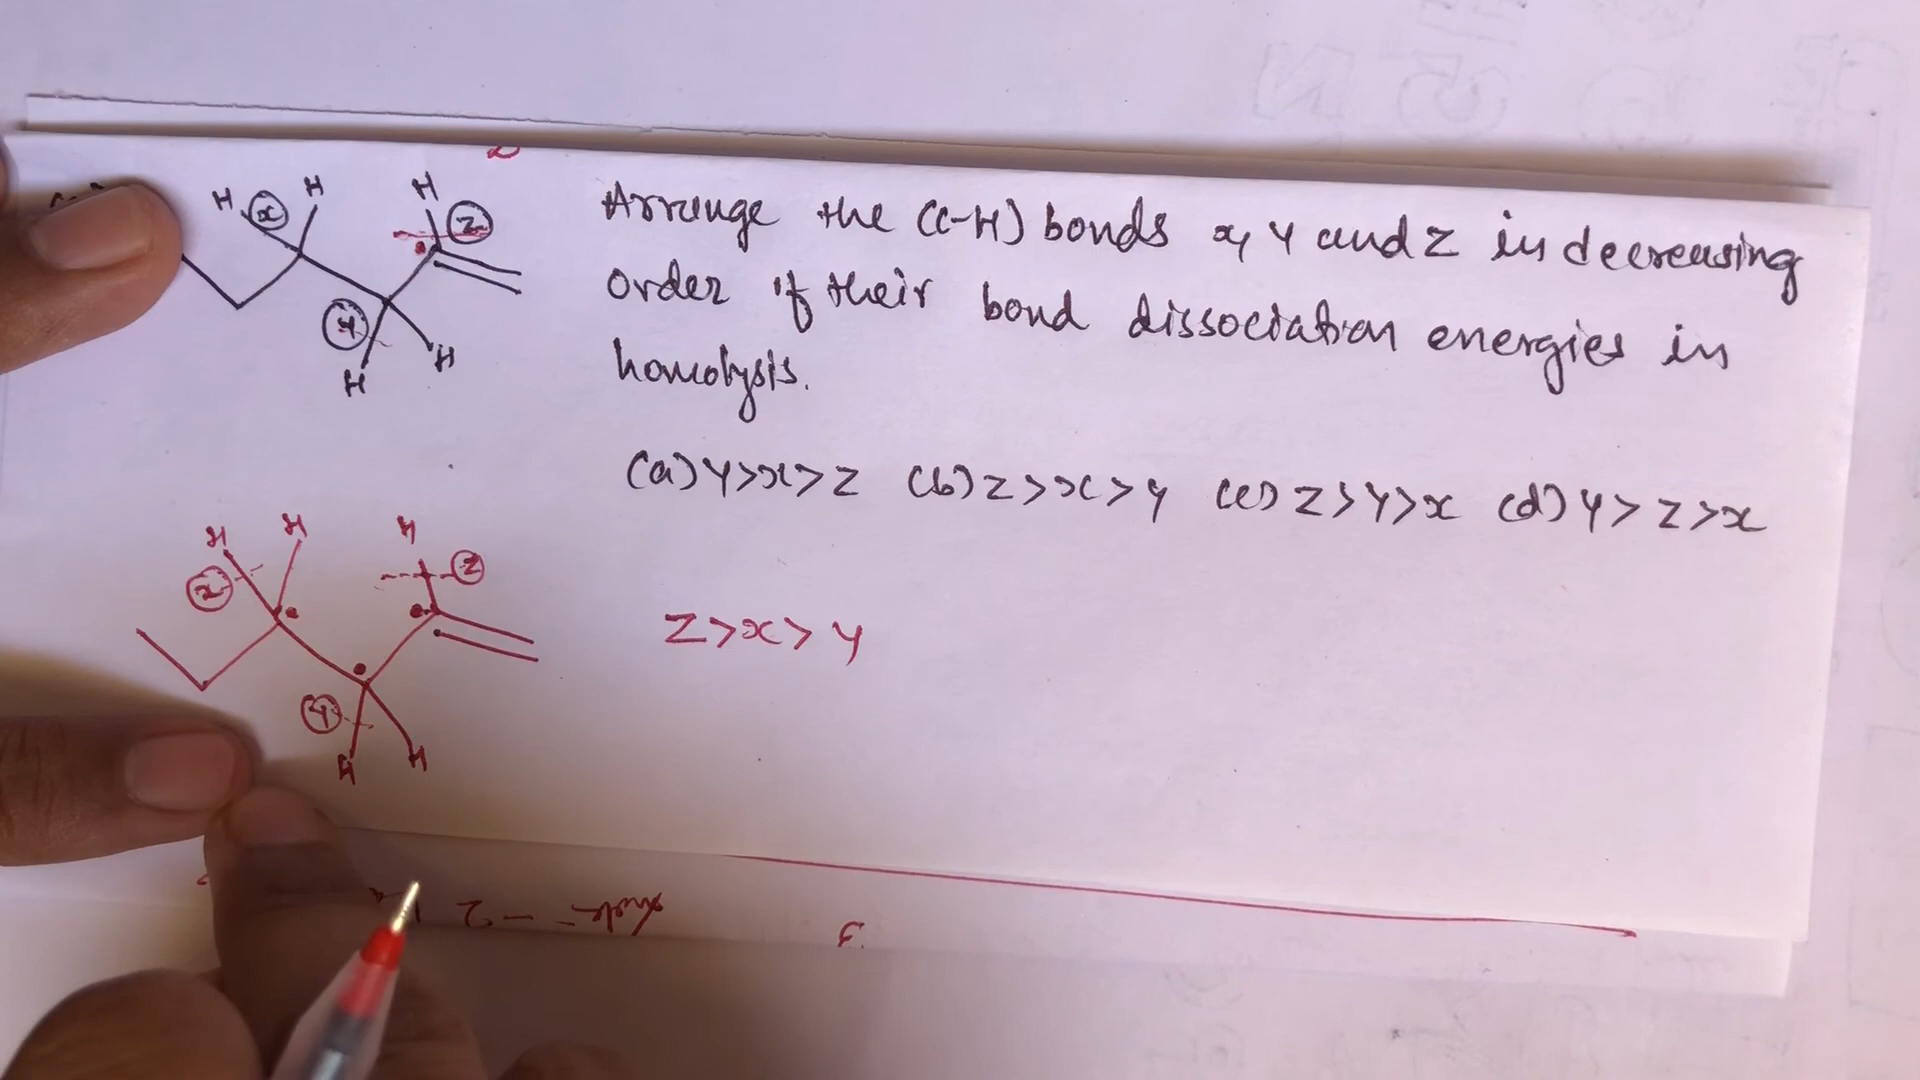 H x H H z
Arrange the (C-H) bonds x, y and z in decreasing
order of their bond dissociation energies in
homolysis.
y H H
(a) y>x>z (b) z>x>y (c) z>y>x (d) y>z>x
H H H
x z
z>x>y
y
H H